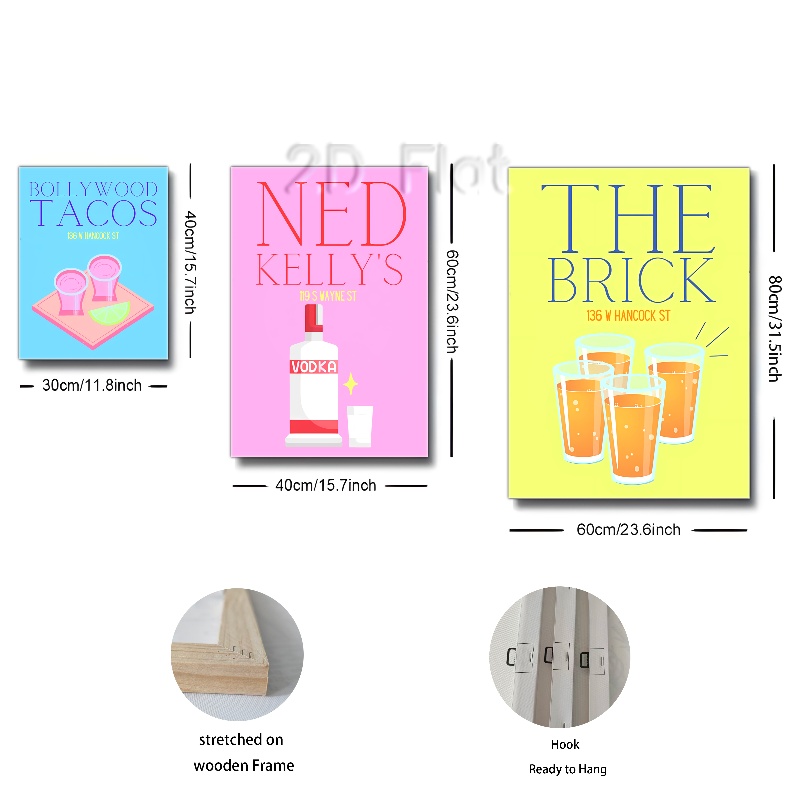 2D Flat
BOLLYWOOD
TACOS
136 W HANCOCK ST
NED
KELLY'S
119 S WAYNE ST
VODKA
THE
BRICK
136 W HANCOCK ST
40cm/15.7inch
30cm/11.8inch
60cm/23.6inch
40cm/15.7inch
80cm/31.5inch
60cm/23.6inch
stretched on
wooden Frame
Hook
Ready to Hang